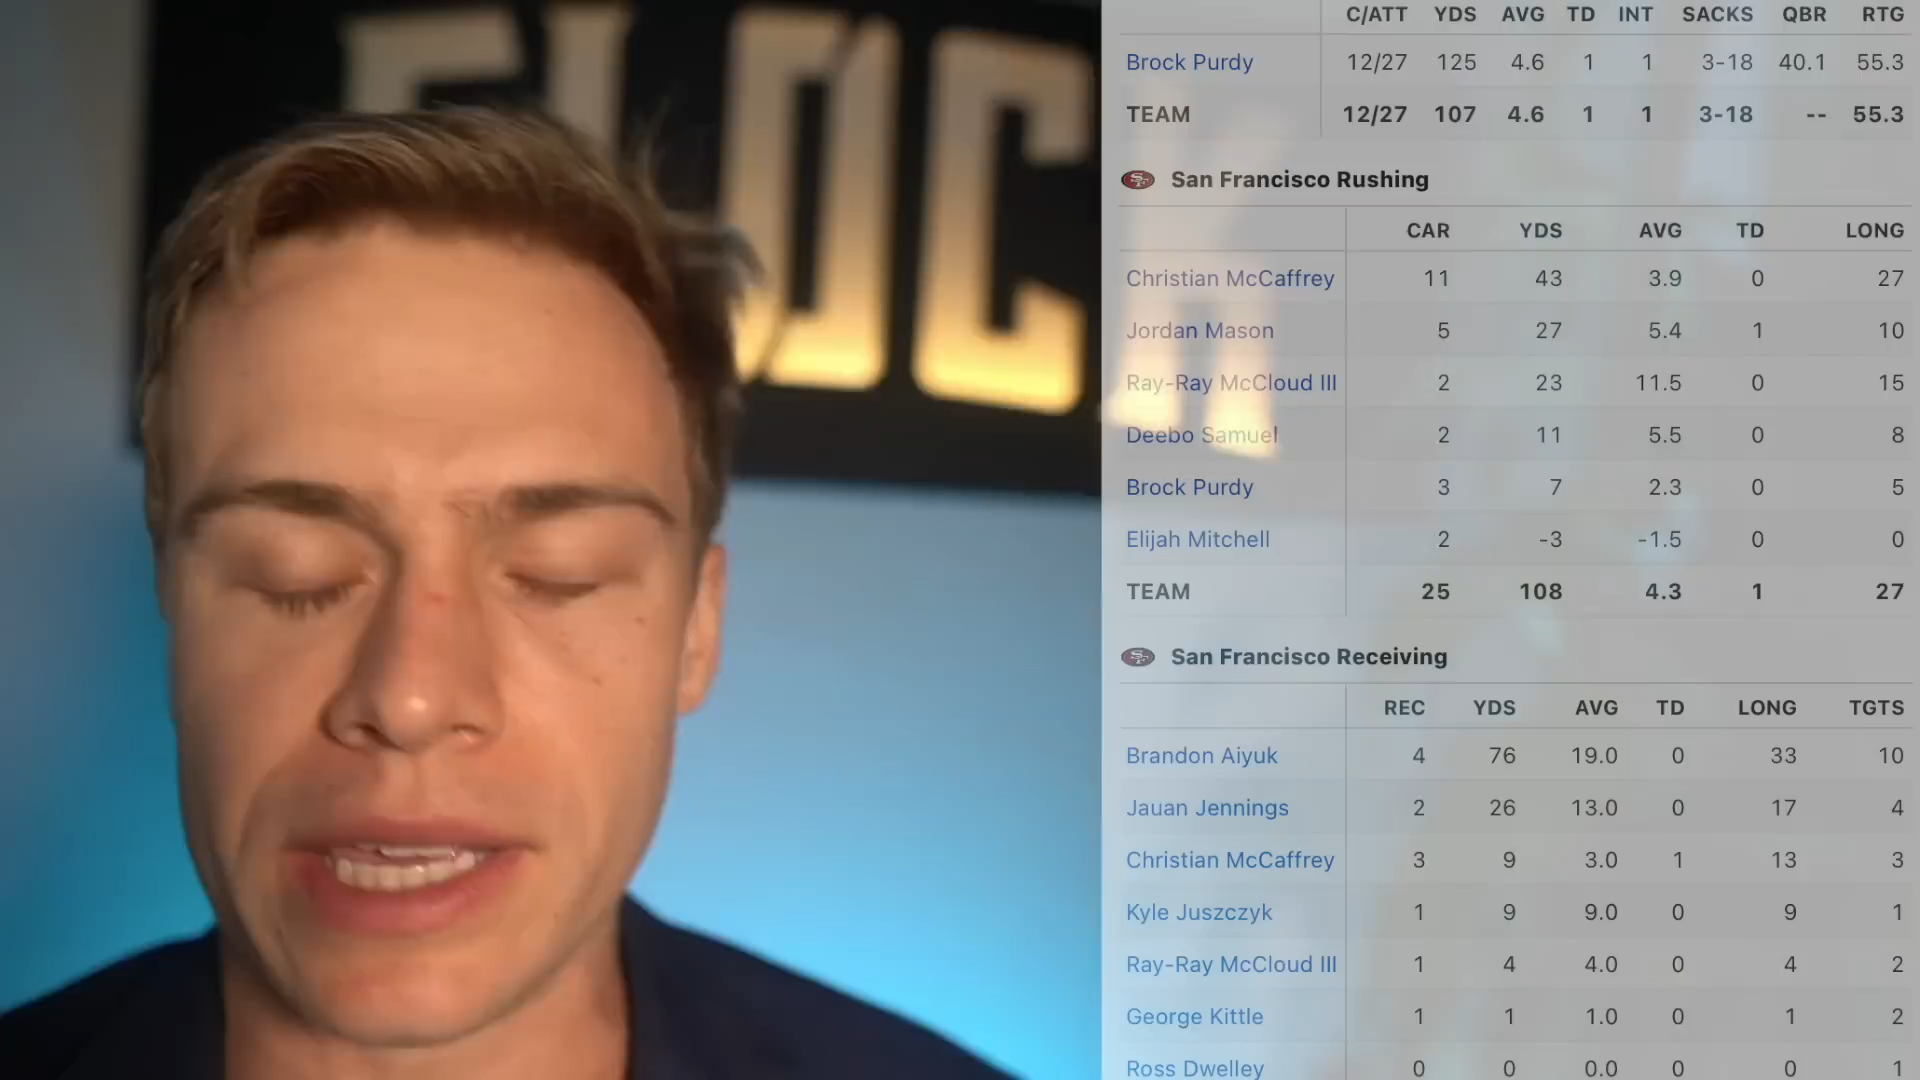 FLOCK
C/ATT YDS AVG TD INT SACKS QBR RTG
Brock Purdy 12/27 125 4.6 1 1 3-18 40.1 55.3
TEAM 12/27 107 4.6 1 1 3-18 -- 55.3
San Francisco Rushing
CAR YDS AVG TD LONG
Christian McCaffrey 11 43 3.9 0 27
Jordan Mason 5 27 5.4 1 10
Ray-Ray McCloud III 2 23 11.5 0 15
Deebo Samuel 2 11 5.5 0 8
Brock Purdy 3 7 2.3 0 5
Elijah Mitchell 2 -3 -1.5 0 0
TEAM 25 108 4.3 1 27
San Francisco Receiving
REC YDS AVG TD LONG TGTS
Brandon Aiyuk 4 76 19.0 0 33 10
Jauan Jennings 2 26 13.0 0 17 4
Christian McCaffrey 3 9 3.0 1 13 3
Kyle Juszczyk 1 9 9.0 0 9 1
Ray-Ray McCloud III 1 4 4.0 0 4 2
George Kittle 1 1 1.0 0 1 2
Ross Dwelley 0 0 0.0 0 0 1